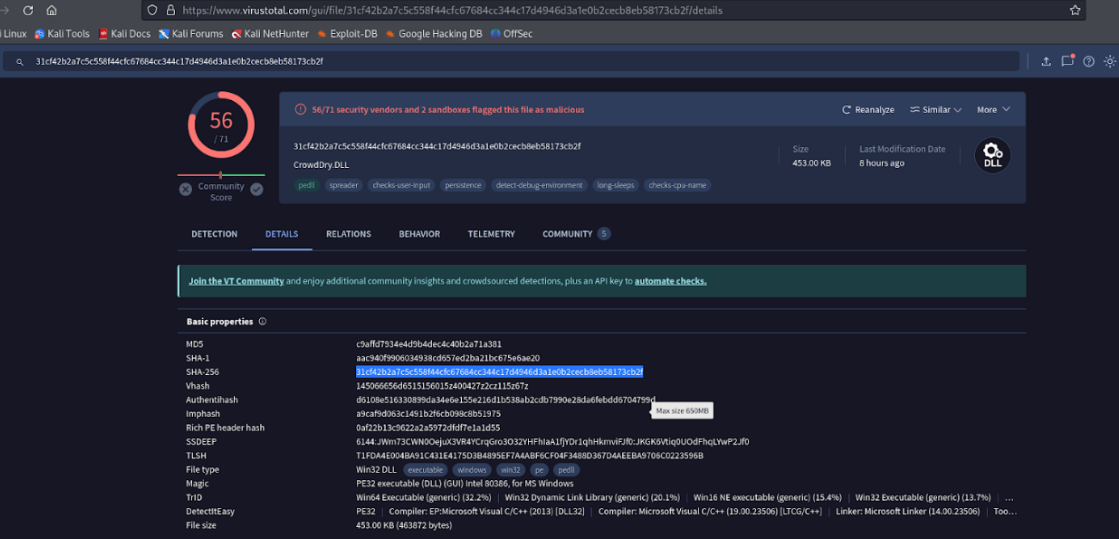 https://www.virustotal.com/gui/file/31cf42b2a7c5c558f44cfc67684cc344c17d4946d3a1e0b2cecb8eb58173cb2f/details
Linux Kali Tools Kali Docs Kali Forums Kali NetHunter Exploit-DB Google Hacking DB OffSec
31cf42b2a7c5c558f44cfc67684cc344c17d4946d3a1e0b2cecb8eb58173cb2f
56
/ 71
Community
Score
56/71 security vendors and 2 sandboxes flagged this file as malicious
Reanalyze Similar More
31cf42b2a7c5c558f44cfc67684cc344c17d4946d3a1e0b2cecb8eb58173cb2f
CrowdDry.DLL
Size
453.00 KB
Last Modification Date
8 hours ago
DLL
pedll spreader checks-user-input persistence detect-debug-environment long-sleeps checks-cpu-name
DETECTION DETAILS RELATIONS BEHAVIOR TELEMETRY COMMUNITY 5
Join the VT Community and enjoy additional community insights and crowdsourced detections, plus an API key to automate checks.
Basic properties
MD5 c9affd7934e4d9b4dec4c40b2a71a381
SHA-1 aac940f9906034938cd657ed2ba21bc675e6ae20
SHA-256 31cf42b2a7c5c558f44cfc67684cc344c17d4946d3a1e0b2cecb8eb58173cb2f
Vhash 145066656d6515156015z400427z2cz115z67z
Authentihash d6108e516330899da34e6e155e216d1b538ab2cdb7990e28da6febdd6704799d
Imphash a9caf9d063c1491b2f6cb098c8b51975
Max size 650MB
Rich PE header hash 0af22b13c9622a2a5972dfdf7e1a1d55
SSDEEP 6144:JWm73CWN0OejuX3VR4YCrqGro3O32YHFhIaA1fjYDr1qhHkmviFJf0:JKGK6Vtiq0UOdFhqLYwP2Jf0
TLSH T1FDA4E004BA91C431E4175D3B4895EF7A4ABF6CF04F3488D367D4AEEBA9706C0223596B
File type Win32 DLL executable windows win32 pe pedll
Magic PE32 executable (DLL) (GUI) Intel 80386, for MS Windows
TrID Win64 Executable (generic) (32.2%) | Win32 Dynamic Link Library (generic) (20.1%) | Win16 NE executable (generic) (15.4%) | Win32 Executable (generic) (13.7%) | ...
DetectItEasy PE32 | Compiler: EP:Microsoft Visual C/C++ (2013) [DLL32] | Compiler: Microsoft Visual C/C++ (19.00.23506) [LTCG/C++] | Linker: Microsoft Linker (14.00.23506) | Too...
File size 453.00 KB (463872 bytes)